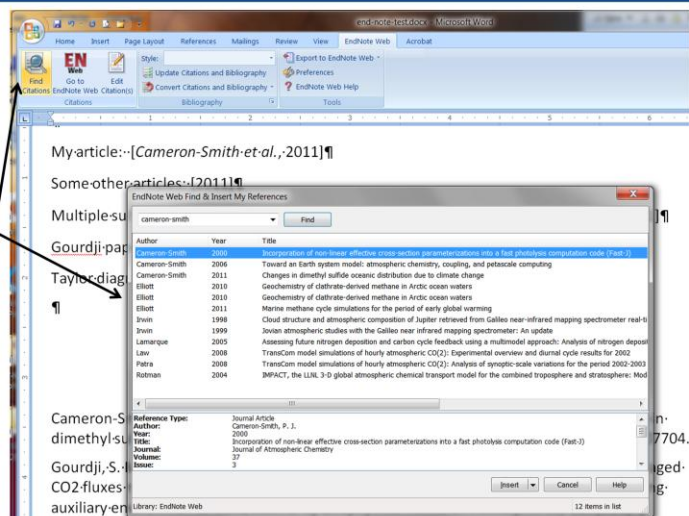 end-note-test.docx - Microsoft Word
Home Insert Page Layout References Mailings Review View EndNote Web Acrobat
Find Citations
EN Web
Go to EndNote Web
Edit Citation(s)
Citations
Style:
Update Citations and Bibliography
Convert Citations and Bibliography
Bibliography
Export to EndNote Web
Preferences
EndNote Web Help
Tools
L
1 2 3 4 5 6
My·article:··[Cameron-Smith·et·al.,·2011]¶
Some·other·articles:·[2011]¶
Multiple·su ]¶
Gourdji·pap
Taylor·diag
¶
EndNote Web Find & Insert My References
cameron-smith
Find
Author Year Title
Cameron-Smith 2000 Incorporation of non-linear effective cross-section parameterizations into a fast photolysis computation code (Fast-J)
Cameron-Smith 2006 Toward an Earth system model: atmospheric chemistry, coupling, and petascale computing
Cameron-Smith 2011 Changes in dimethyl sulfide oceanic distribution due to climate change
Elliott 2010 Geochemistry of clathrate-derived methane in Arctic ocean waters
Elliott 2010 Geochemistry of clathrate-derived methane in Arctic ocean waters
Elliott 2011 Marine methane cycle simulations for the period of early global warming
Irwin 1998 Cloud structure and atmospheric composition of Jupiter retrieved from Galileo near-infrared mapping spectrometer real-ti
Irwin 1999 Jovian atmospheric studies with the Galileo near infrared mapping spectrometer: An update
Lamarque 2005 Assessing future nitrogen deposition and carbon cycle feedback using a multimodel approach: Analysis of nitrogen deposi
Law 2008 TransCom model simulations of hourly atmospheric CO(2): Experimental overview and diurnal cycle results for 2002
Patra 2008 TransCom model simulations of hourly atmospheric CO(2): Analysis of synoptic-scale variations for the period 2002-2003
Rotman 2004 IMPACT, the LLNL 3-D global atmospheric chemical transport model for the combined troposphere and stratosphere: Mod
Reference Type: Journal Article
Author: Cameron-Smith, P. J.
Year: 2000
Title: Incorporation of non-linear effective cross-section parameterizations into a fast photolysis computation code (Fast-J)
Journal: Journal of Atmospheric Chemistry
Volume: 37
Issue: 3
Insert Cancel Help
Library: EndNote Web 12 items in list
Cameron-S n·
dimethyl·su 7704.
Gourdji,·S.· aged·
CO2·fluxes· ng·
auxiliary·en